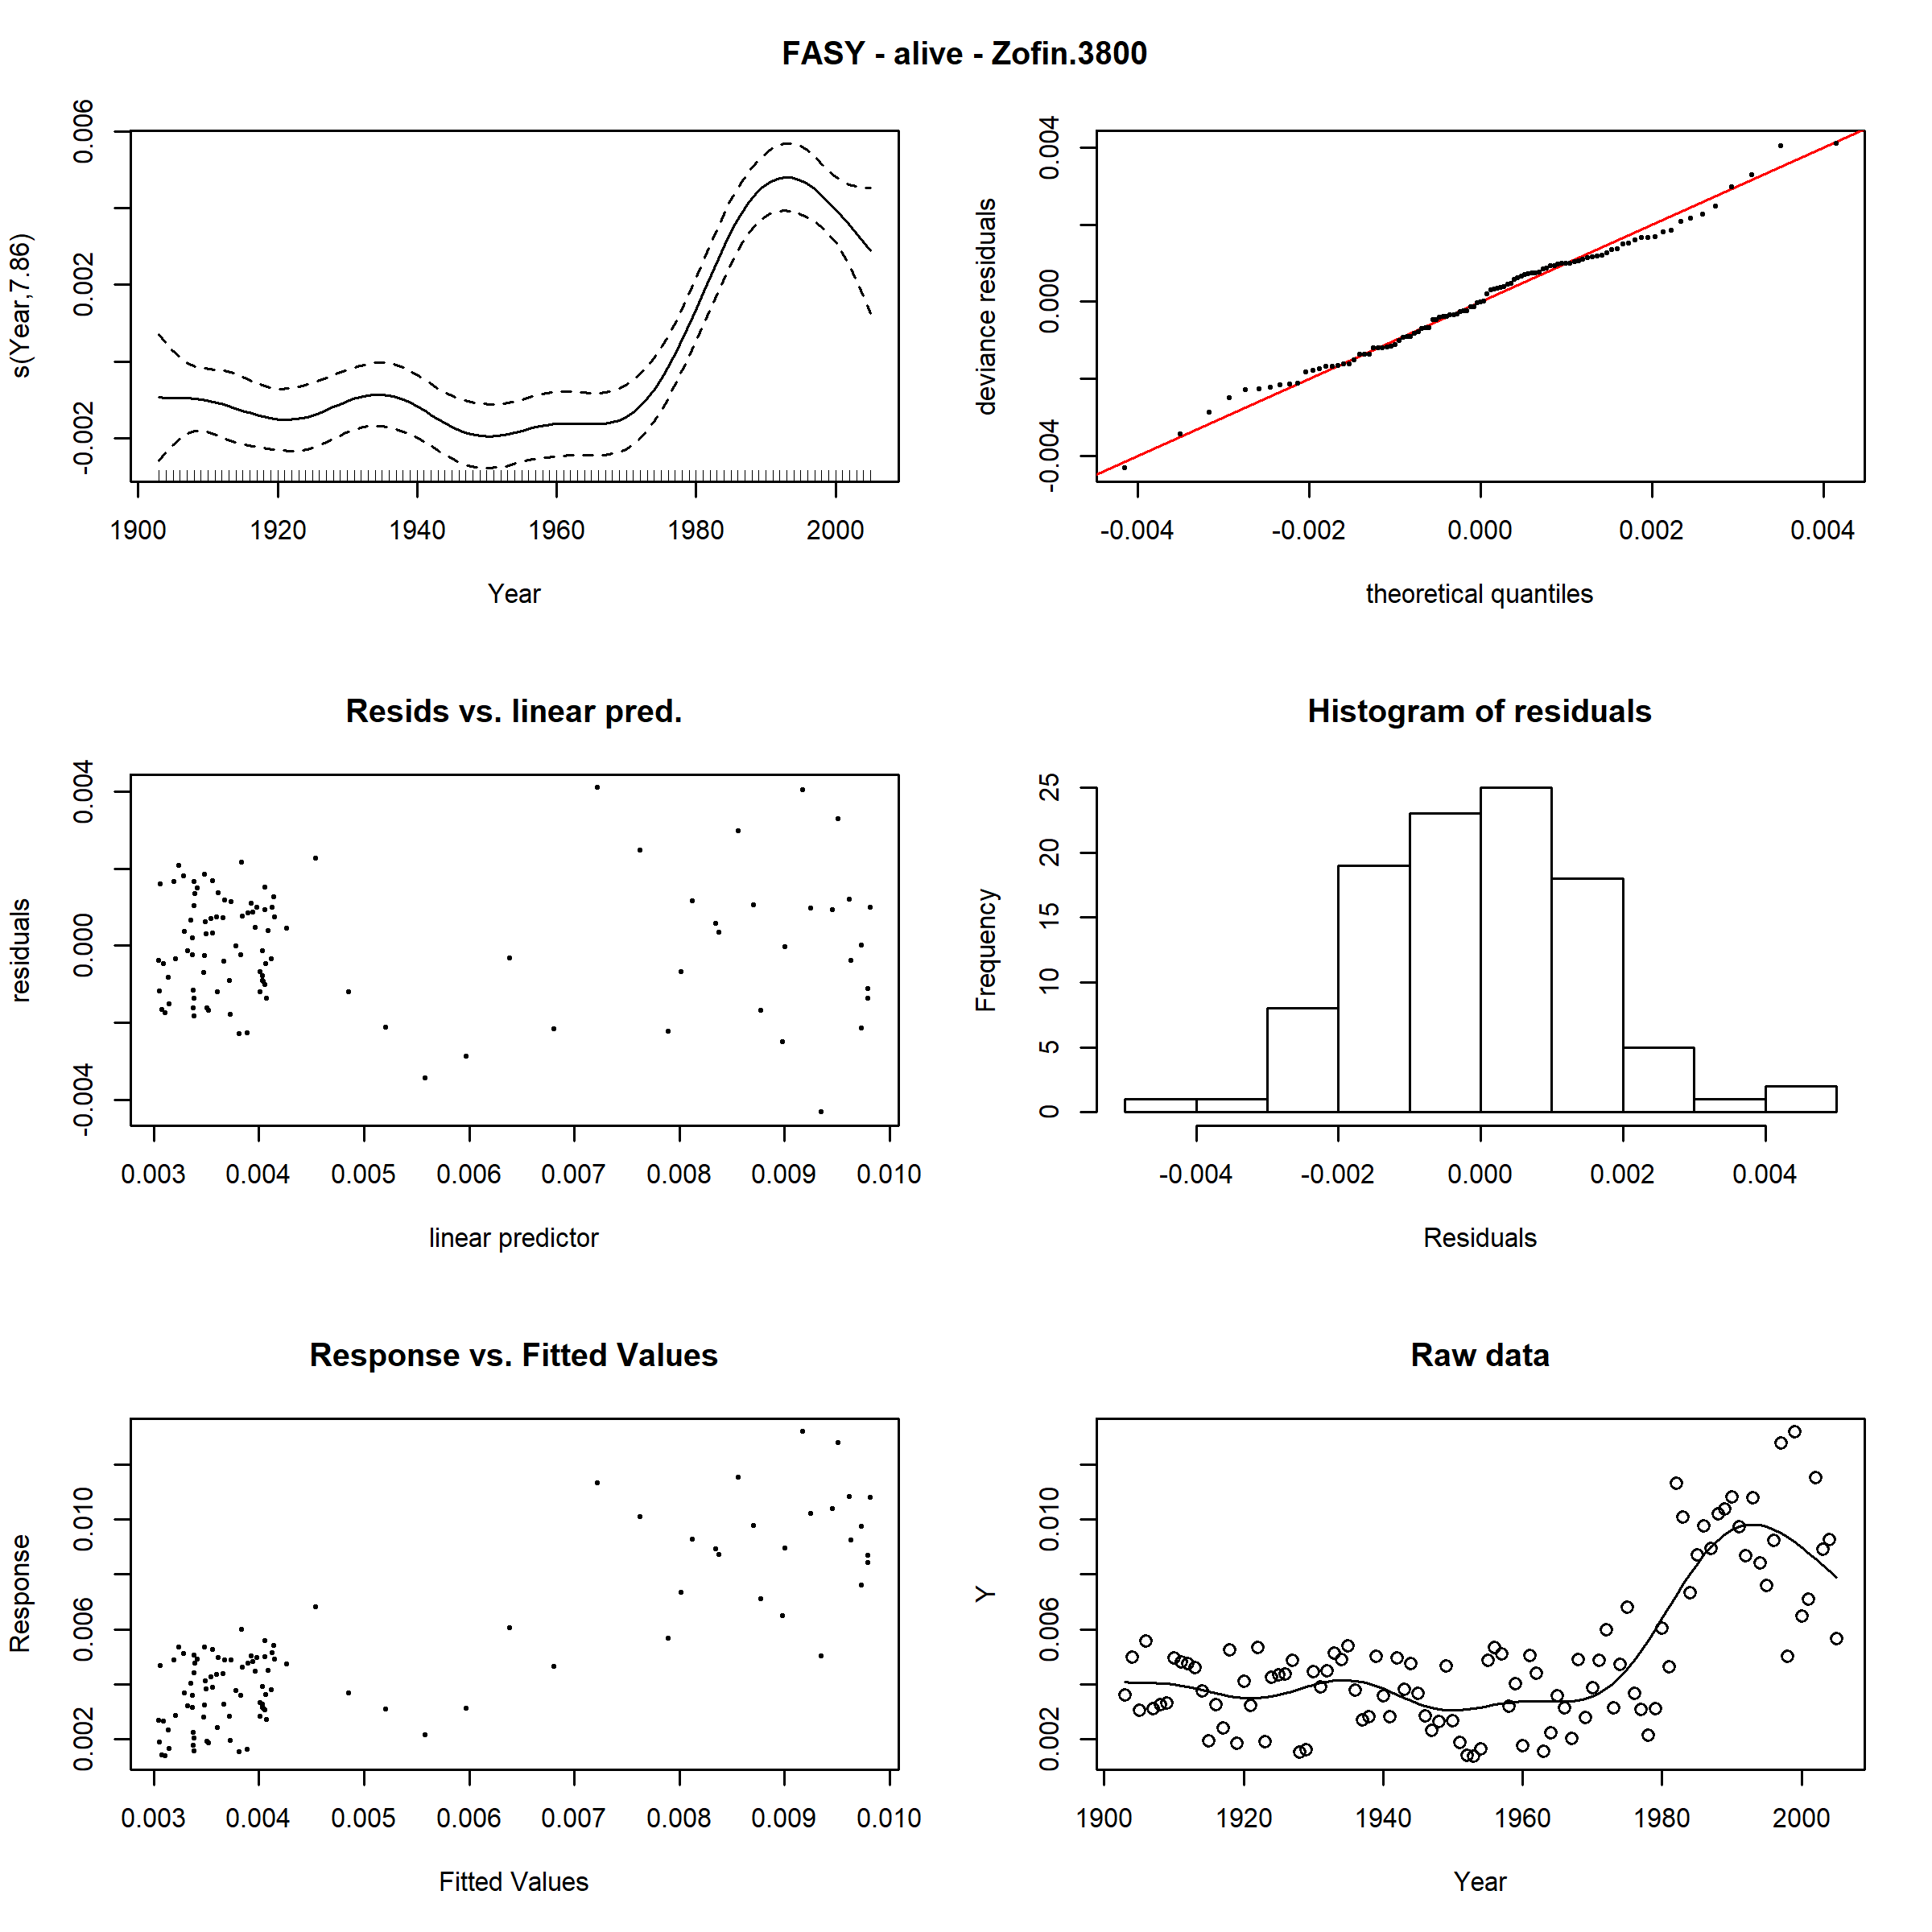 FASY - alive - Zofin.3800
s(Year,7.86)
-0.002 0.002 0.006
1900 1920 1940 1960 1980 2000
Year
deviance residuals
-0.004 0.000 0.004
-0.004 -0.002 0.000 0.002 0.004
theoretical quantiles
Resids vs. linear pred.
residuals
-0.004 0.000 0.004
0.003 0.004 0.005 0.006 0.007 0.008 0.009 0.010
linear predictor
Histogram of residuals
Frequency
0 5 10 15 20 25
-0.004 -0.002 0.000 0.002 0.004
Residuals
Response vs. Fitted Values
Response
0.002 0.006 0.010
0.003 0.004 0.005 0.006 0.007 0.008 0.009 0.010
Fitted Values
Raw data
Y
0.002 0.006 0.010
1900 1920 1940 1960 1980 2000
Year